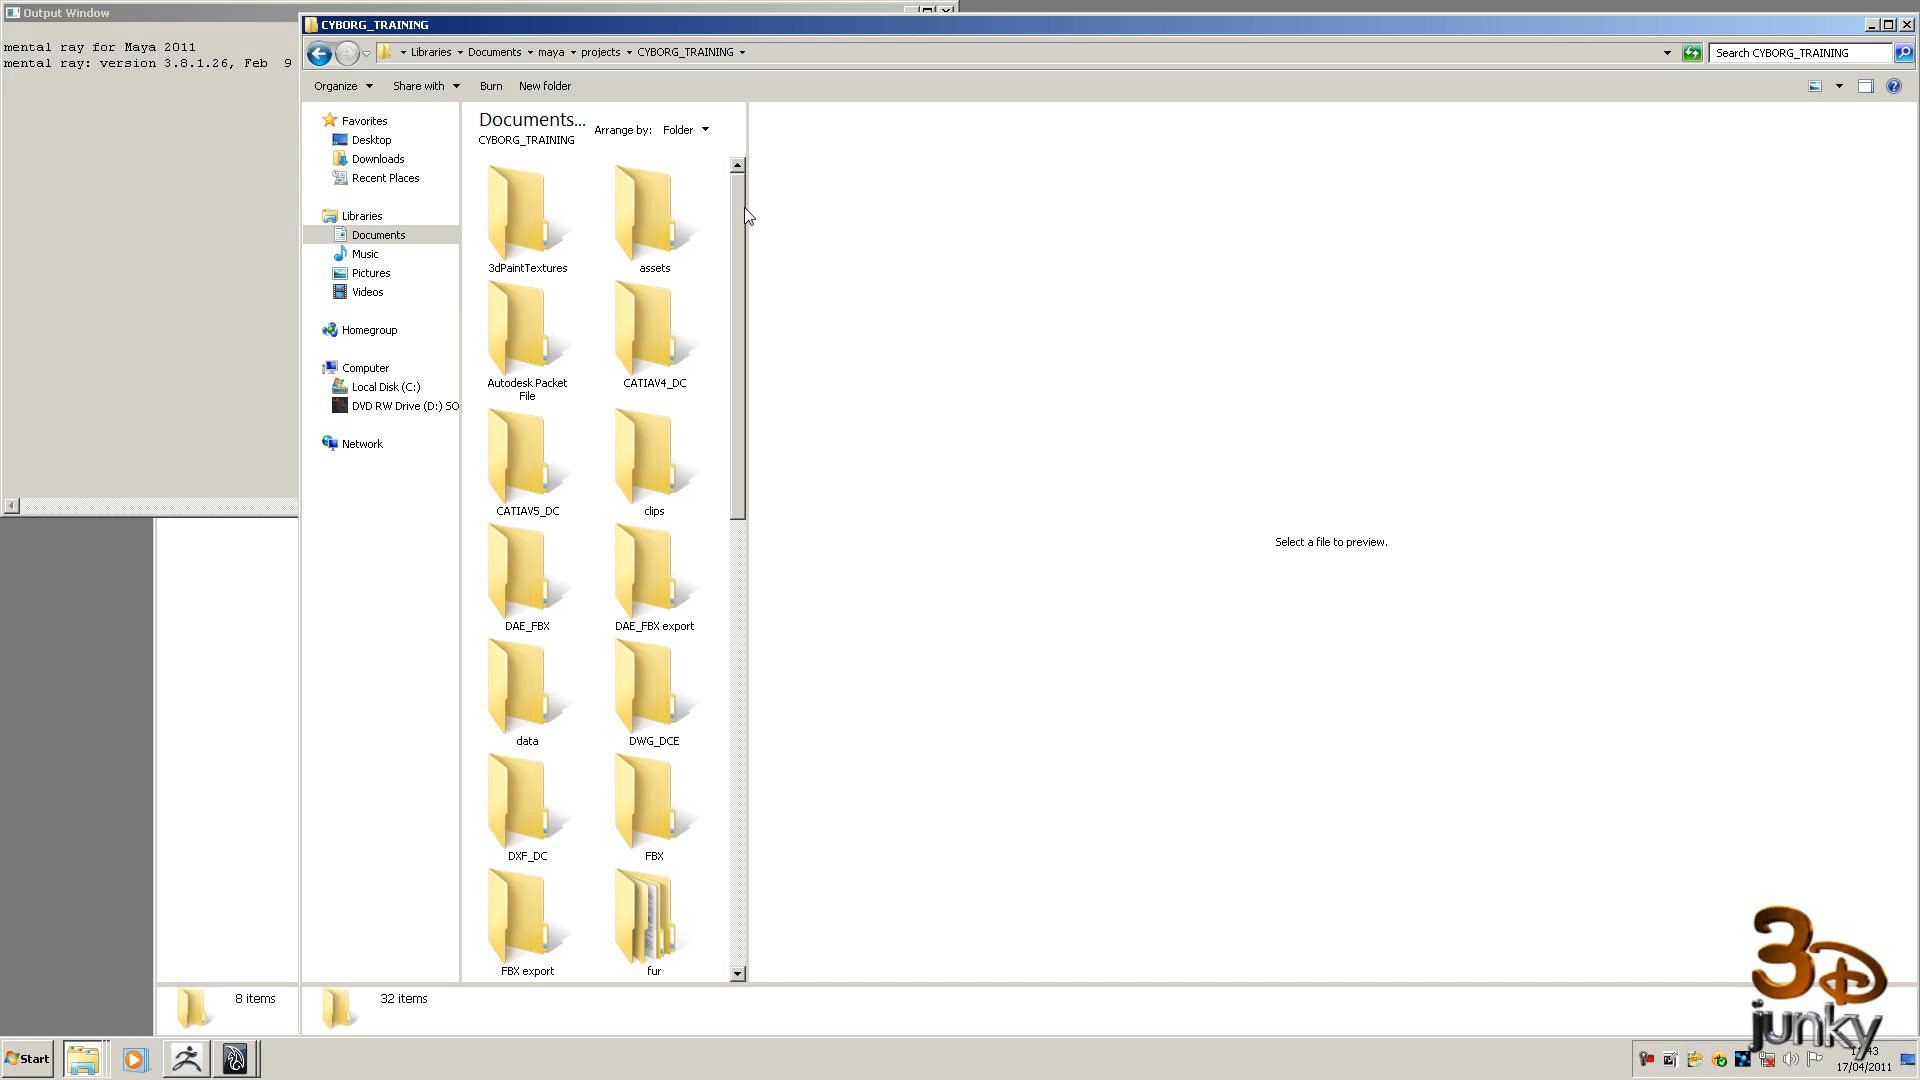 Output Window
mental ray for Maya 2011
mental ray: version 3.8.1.26, Feb  9
CYBORG_TRAINING
Libraries
Documents
maya
projects
CYBORG_TRAINING
Search CYBORG_TRAINING
Organize
Share with
Burn
New folder
Favorites
Desktop
Downloads
Recent Places
Libraries
Documents
Music
Pictures
Videos
Homegroup
Computer
Local Disk (C:)
DVD RW Drive (D:) SO
Network
Documents...
CYBORG_TRAINING
Arrange by: Folder
3dPaintTextures
assets
Autodesk Packet
File
CATIAV4_DC
CATIAV5_DC
clips
DAE_FBX
DAE_FBX export
data
DWG_DCE
DXF_DC
FBX
FBX export
fur
Select a file to preview.
8 items
32 items
3D
junky
Start
17/04/2011